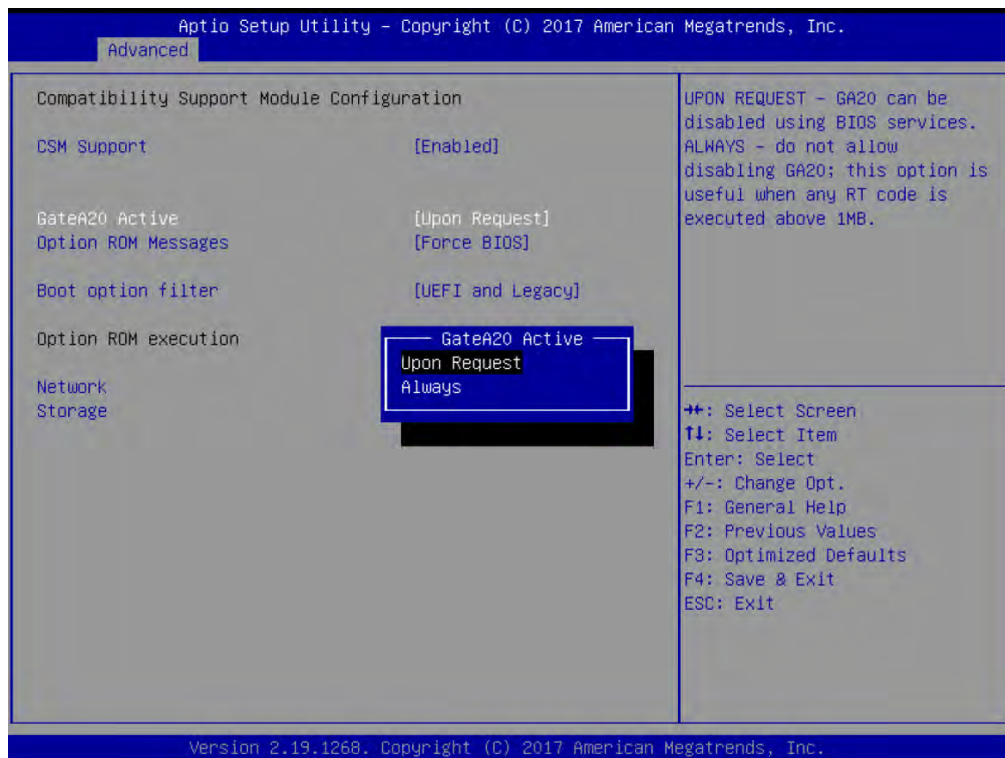 Aptio Setup Utility – Copyright (C) 2017 American Megatrends, Inc.
Advanced
Compatibility Support Module Configuration
CSM Support [Enabled]
GateA20 Active [Upon Request]
Option ROM Messages [Force BIOS]
Boot option filter [UEFI and Legacy]
Option ROM execution
Network
Storage
GateA20 Active
Upon Request
Always
UPON REQUEST – GA20 can be
disabled using BIOS services.
ALWAYS – do not allow
disabling GA20; this option is
useful when any RT code is
executed above 1MB.
→←: Select Screen
↑↓: Select Item
Enter: Select
+/-: Change Opt.
F1: General Help
F2: Previous Values
F3: Optimized Defaults
F4: Save & Exit
ESC: Exit
Version 2.19.1268. Copyright (C) 2017 American Megatrends, Inc.